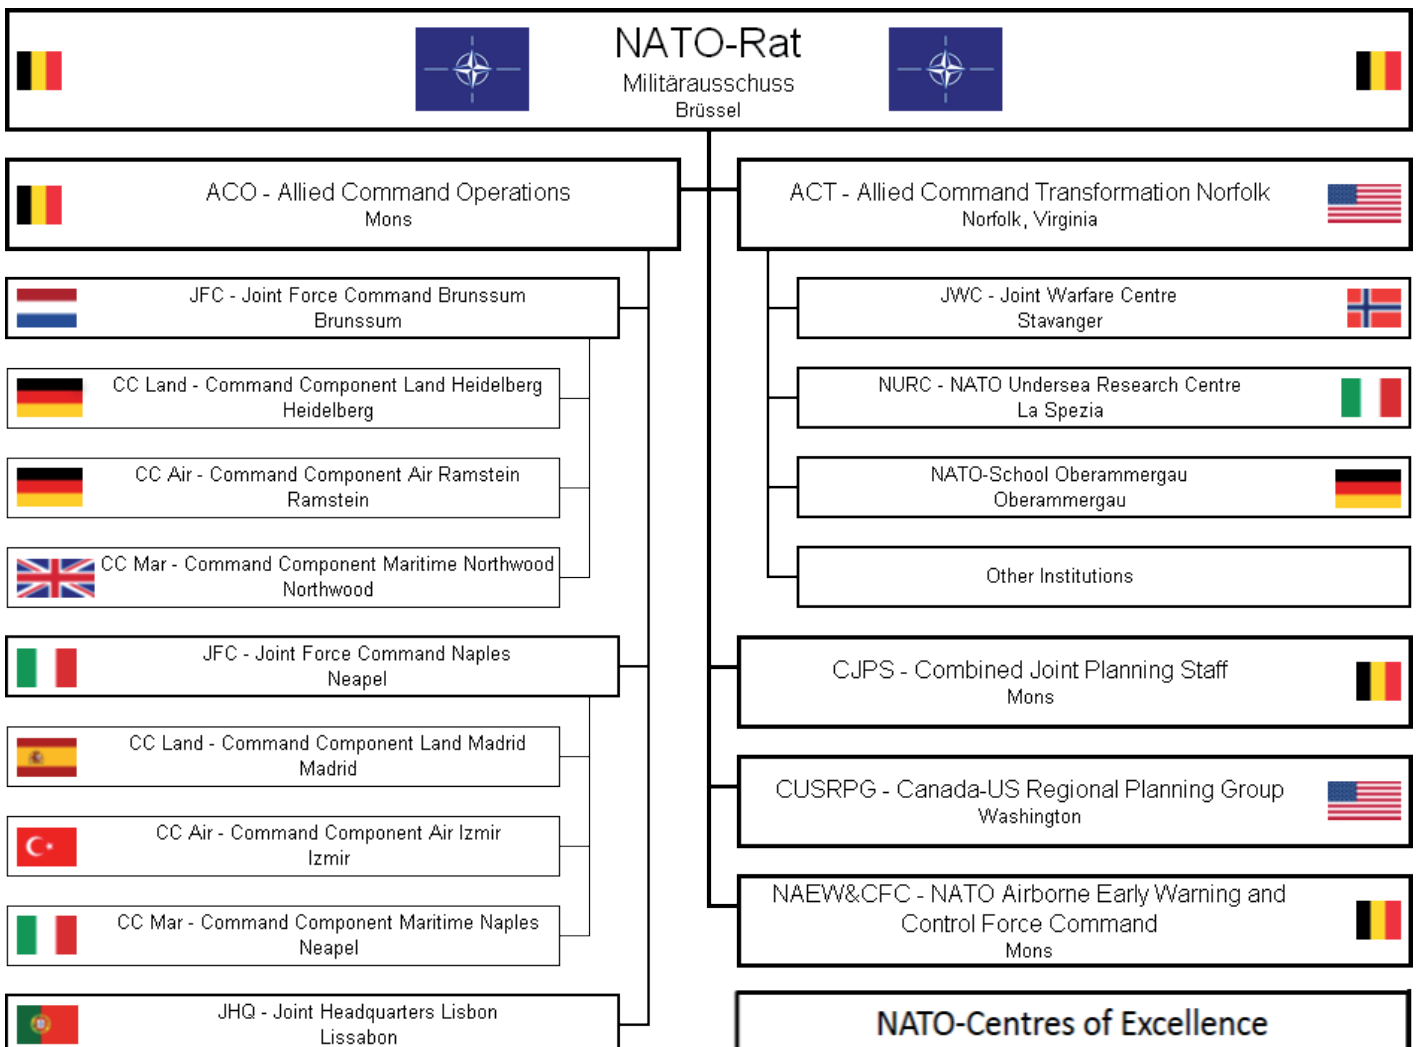 NATO-Rat
Militärausschuss
Brüssel
ACO - Allied Command Operations
Mons
JFC - Joint Force Command Brunssum
Brunssum
CC Land - Command Component Land Heidelberg
Heidelberg
CC Air - Command Component Air Ramstein
Ramstein
CC Mar - Command Component Maritime Northwood
Northwood
JFC - Joint Force Command Naples
Neapel
CC Land - Command Component Land Madrid
Madrid
CC Air - Command Component Air Izmir
Izmir
CC Mar - Command Component Maritime Naples
Neapel
JHQ - Joint Headquarters Lisbon
Lissabon
ACT - Allied Command Transformation Norfolk
Norfolk, Virginia
JWC - Joint Warfare Centre
Stavanger
NURC - NATO Undersea Research Centre
La Spezia
NATO-School Oberammergau
Oberammergau
Other Institutions
CJPS - Combined Joint Planning Staff
Mons
CUSRPG - Canada-US Regional Planning Group
Washington
NAEW&CFC - NATO Airborne Early Warning and
Control Force Command
Mons
NATO-Centres of Excellence